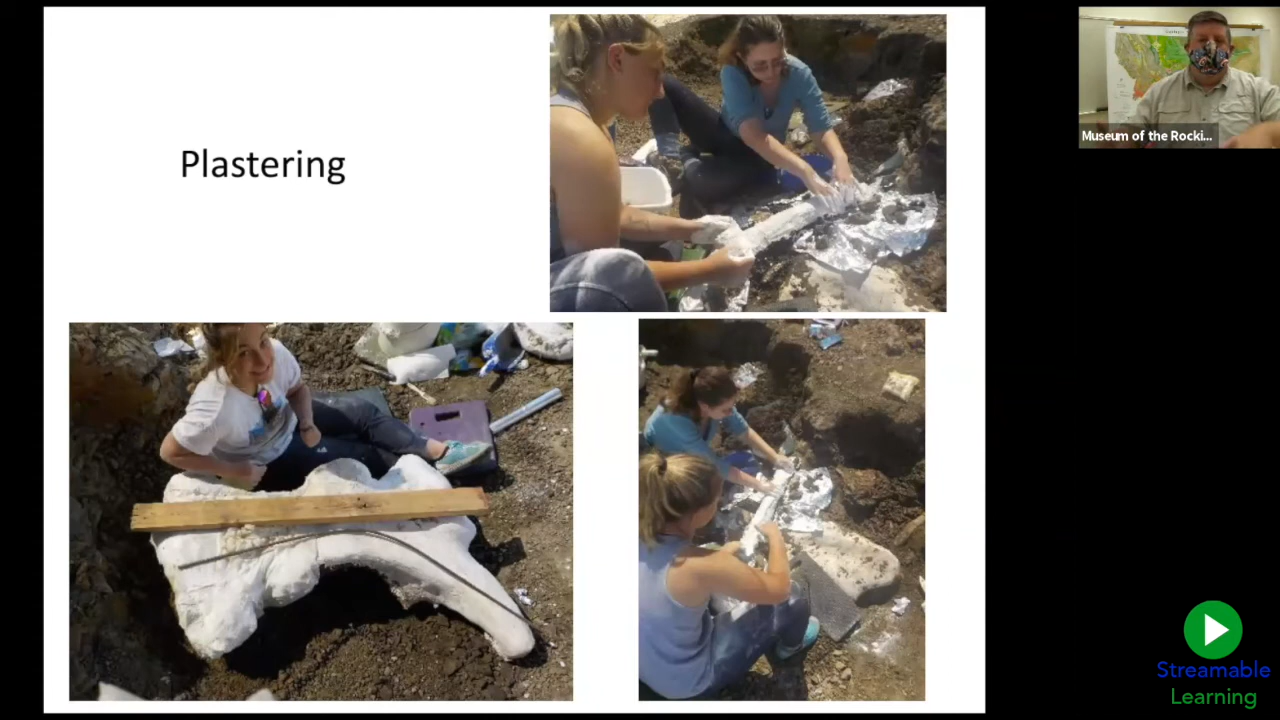 Plastering
Museum of the Rocki...
Streamable
Learning